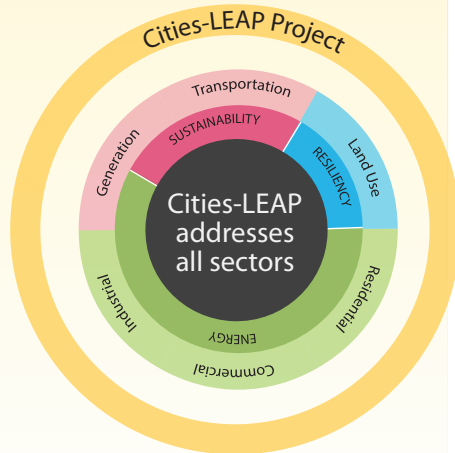 Cities-LEAP Project
Transportation
Generation
Land Use
SUSTAINABILITY
RESILIENCY
Cities-LEAP
addresses
all sectors
Industrial
Residential
ENERGY
Commercial